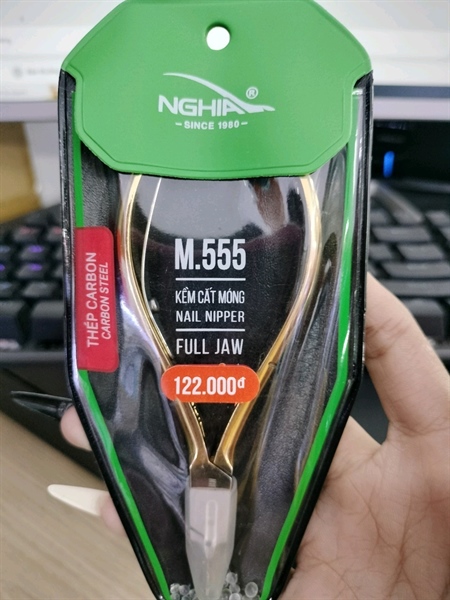 NGHIA®
- SINCE 1980 -
THÉP CARBON
CARBON STEEL
M.555
KỀM CẮT MÓNG
NAIL NIPPER
FULL JAW
122.000đ